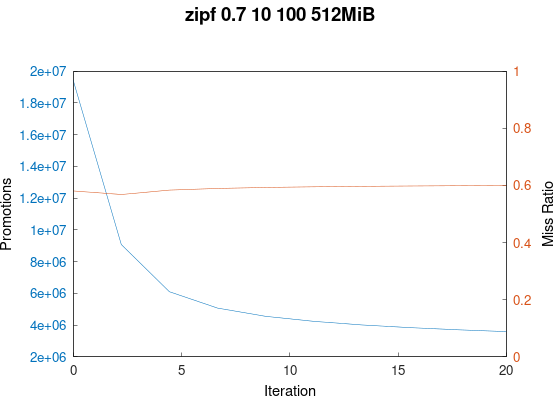 zipf 0.7 10 100 512MiB
2e+07
1.8e+07
1.6e+07
1.4e+07
1.2e+07
1e+07
8e+06
6e+06
4e+06
2e+06
Promotions
1
0.8
0.6
0.4
0.2
0
Miss Ratio
0 5 10 15 20
Iteration